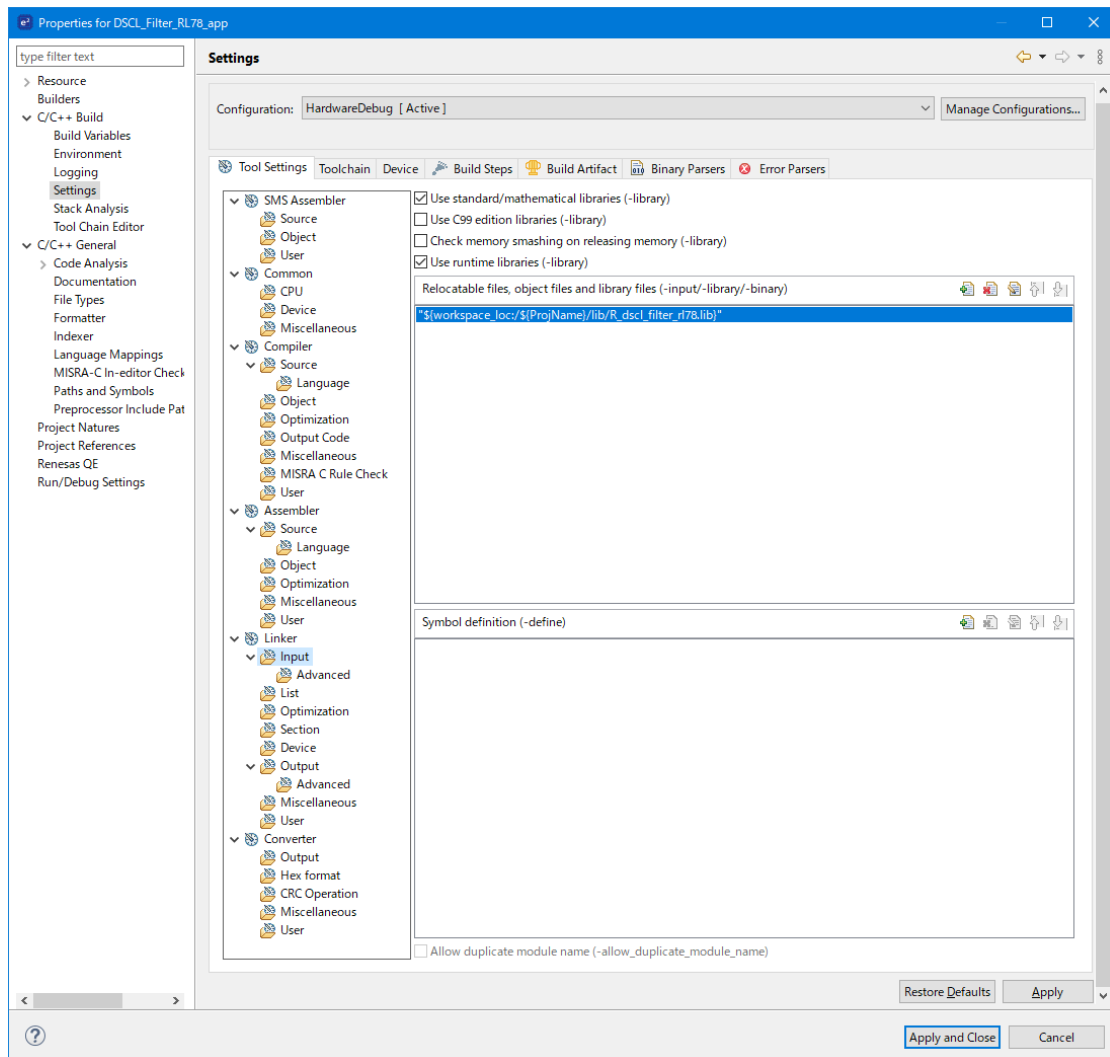 e² Properties for DSCL_Filter_RL78_app
type filter text
Settings
Resource
Builders
C/C++ Build
Build Variables
Environment
Logging
Settings
Stack Analysis
Tool Chain Editor
C/C++ General
Code Analysis
Documentation
File Types
Formatter
Indexer
Language Mappings
MISRA-C In-editor Check
Paths and Symbols
Preprocessor Include Pat
Project Natures
Project References
Renesas QE
Run/Debug Settings
Configuration: HardwareDebug [ Active ] Manage Configurations...
Tool Settings Toolchain Device Build Steps Build Artifact Binary Parsers Error Parsers
SMS Assembler
Source
Object
User
Common
CPU
Device
Miscellaneous
Compiler
Source
Language
Object
Optimization
Output Code
Miscellaneous
MISRA C Rule Check
User
Assembler
Source
Language
Object
Optimization
Miscellaneous
User
Linker
Input
Advanced
List
Optimization
Section
Device
Output
Advanced
Miscellaneous
User
Converter
Output
Hex format
CRC Operation
Miscellaneous
User
Use standard/mathematical libraries (-library)
Use C99 edition libraries (-library)
Check memory smashing on releasing memory (-library)
Use runtime libraries (-library)
Relocatable files, object files and library files (-input/-library/-binary)
"${workspace_loc:/${ProjName}/lib/R_dscl_filter_rl78.lib}"
Symbol definition (-define)
Allow duplicate module name (-allow_duplicate_module_name)
Restore Defaults Apply
? Apply and Close Cancel